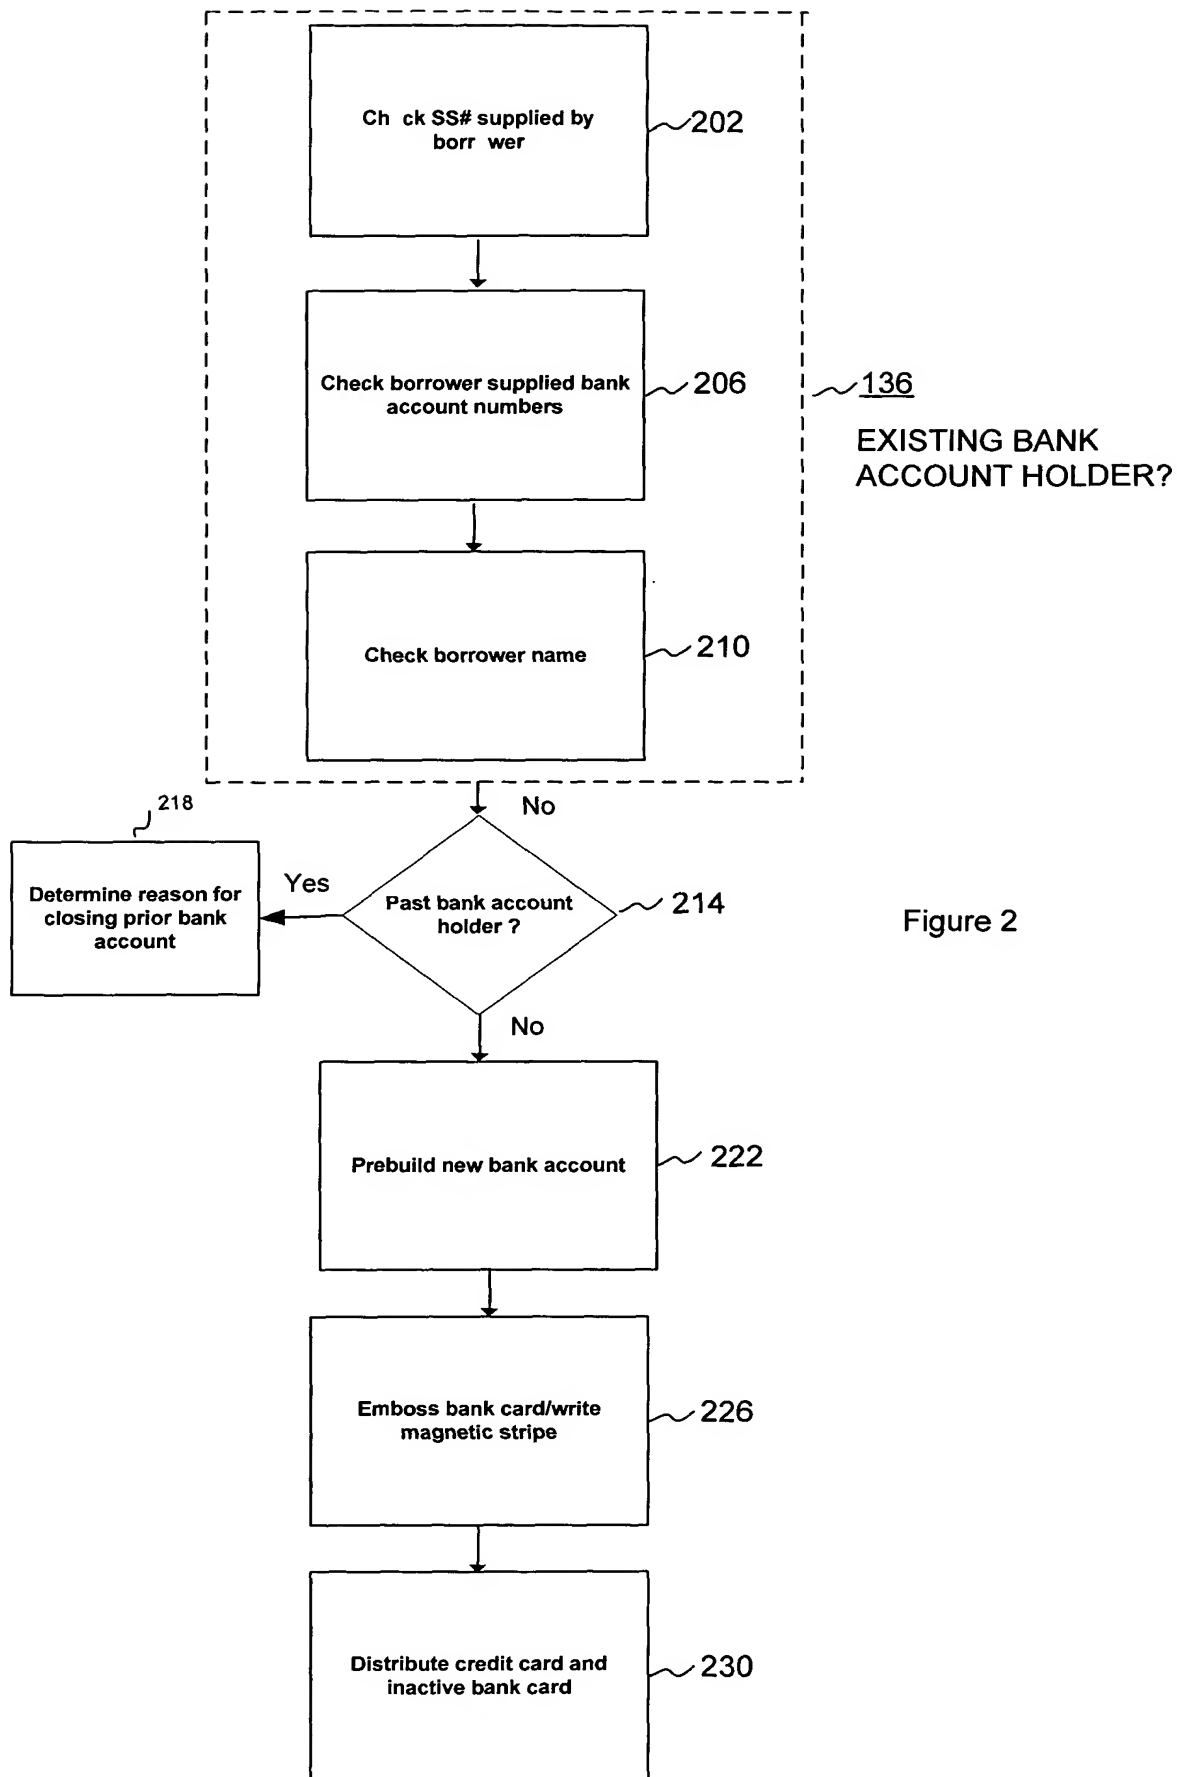 Ch ck SS# supplied by
borr wer
202
Check borrower supplied bank
account numbers
206
136
EXISTING BANK
ACCOUNT HOLDER?
Check borrower name
210
No
218
Determine reason for
closing prior bank
account
Yes
Past bank account
holder ?
214
Figure 2
No
Prebuild new bank account
222
Emboss bank card/write
magnetic stripe
226
Distribute credit card and
inactive bank card
230